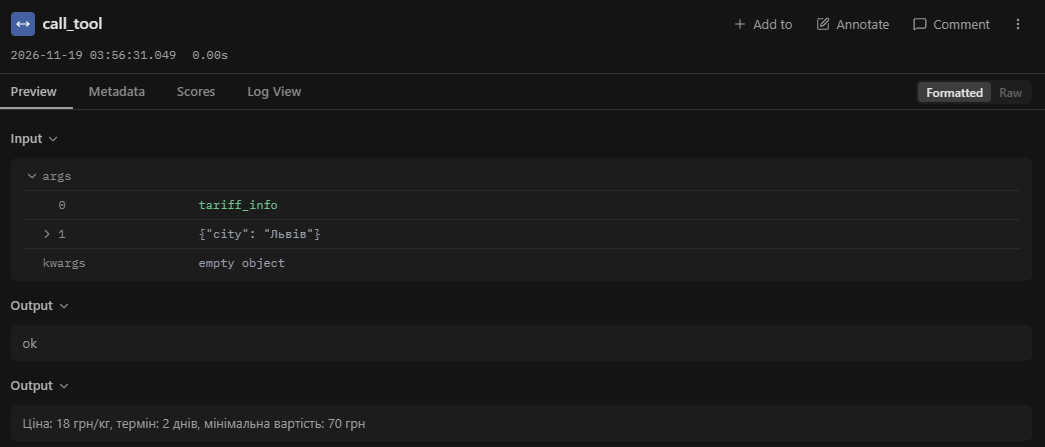 call_tool
Add to
Annotate
Comment
2026-11-19 03:56:31.049 0.00s
Preview
Metadata
Scores
Log View
Formatted
Raw
Input
args
0 tariff_info
1 {"city": "Львів"}
kwargs empty object
Output
ok
Output
Ціна: 18 грн/кг, термін: 2 днів, мінімальна вартість: 70 грн